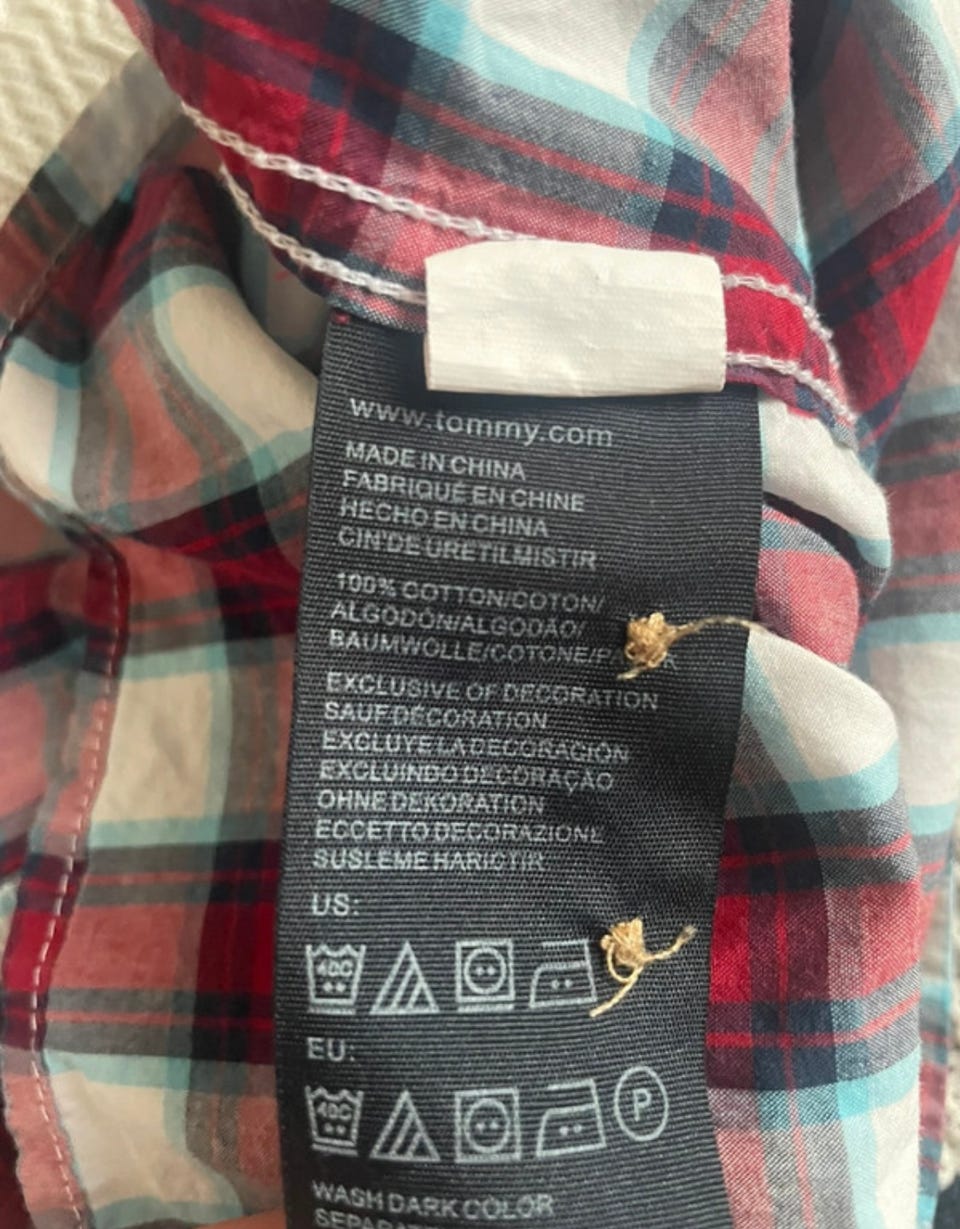 www.tommy.com
MADE IN CHINA
FABRIQUÉ EN CHINE
HECHO EN CHINA
CIN'DE URETILMISTIR
100% COTTON/COTON/
ALGODÓN/ALGODÃO/
BAUMWOLLE/COTONE/
EXCLUSIVE OF DECORATION
SAUF DÉCORATION
EXCLUYE LA DECORACIÓN
EXCLUINDO DECORAÇÃO
OHNE DEKORATION
ECCETTO DECORAZIONE
SUSLEME HARICTIR
US:
40C
EU:
40C P
WASH DARK COLOR